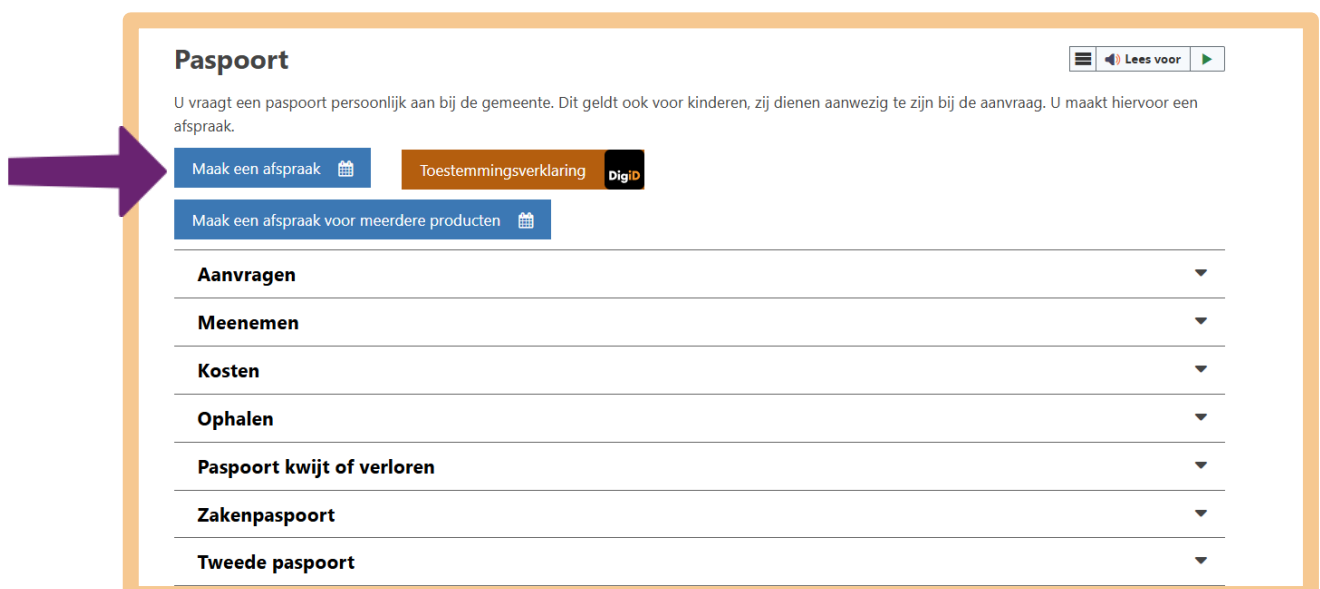 Paspoort
Lees voor
U vraagt een paspoort persoonlijk aan bij de gemeente. Dit geldt ook voor kinderen, zij dienen aanwezig te zijn bij de aanvraag. U maakt hiervoor een
afspraak.
Maak een afspraak
Toestemmingsverklaring
DigiD
Maak een afspraak voor meerdere producten
Aanvragen
Meenemen
Kosten
Ophalen
Paspoort kwijt of verloren
Zakenpaspoort
Tweede paspoort